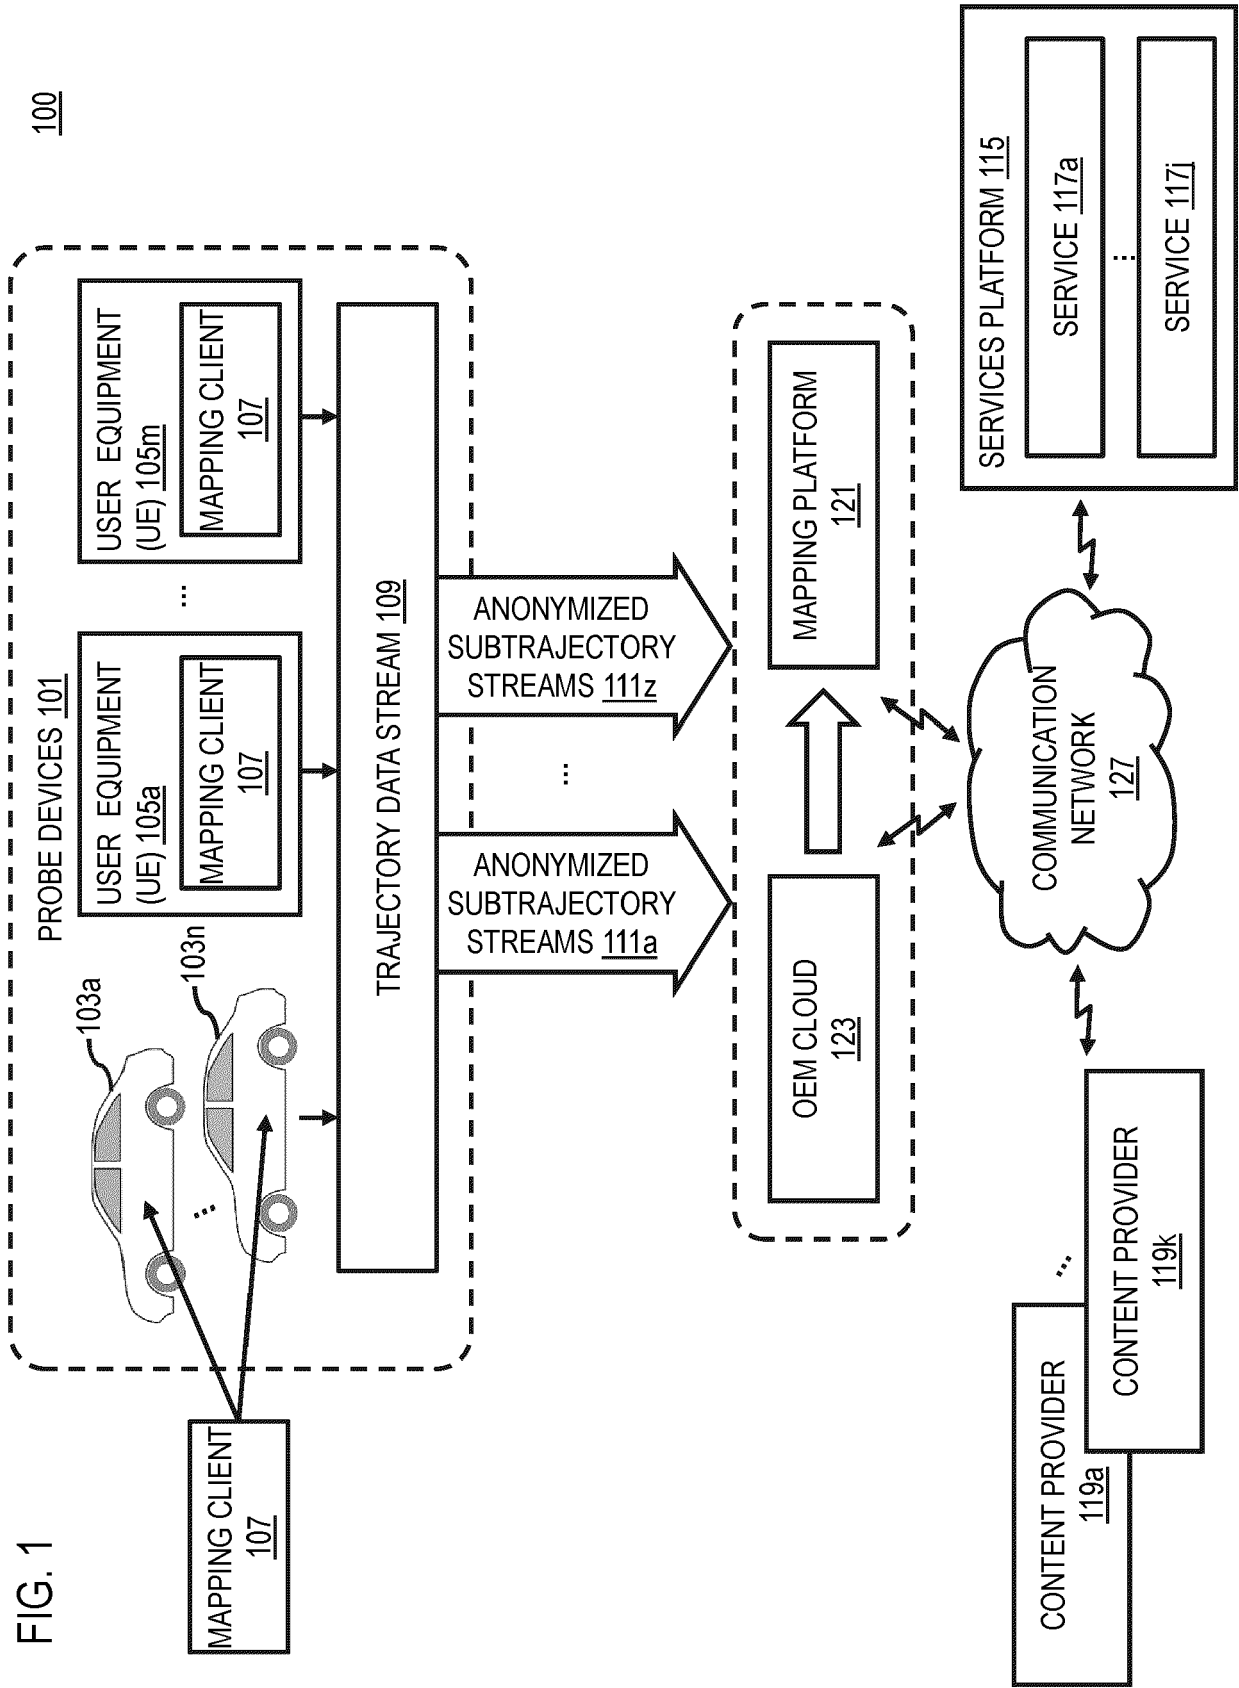 FIG. 1
100
PROBE DEVICES 101
MAPPING CLIENT
107
103a
...
103n
USER EQUIPMENT
(UE) 105a
MAPPING CLIENT
107
...
USER EQUIPMENT
(UE) 105m
MAPPING CLIENT
107
TRAJECTORY DATA STREAM 109
ANONYMIZED
SUBTRAJECTORY
STREAMS 111a
...
ANONYMIZED
SUBTRAJECTORY
STREAMS 111z
OEM CLOUD
123
MAPPING PLATFORM
121
CONTENT PROVIDER
119a
...
CONTENT PROVIDER
119k
COMMUNICATION
NETWORK
127
SERVICES PLATFORM 115
SERVICE 117a
...
SERVICE 117j